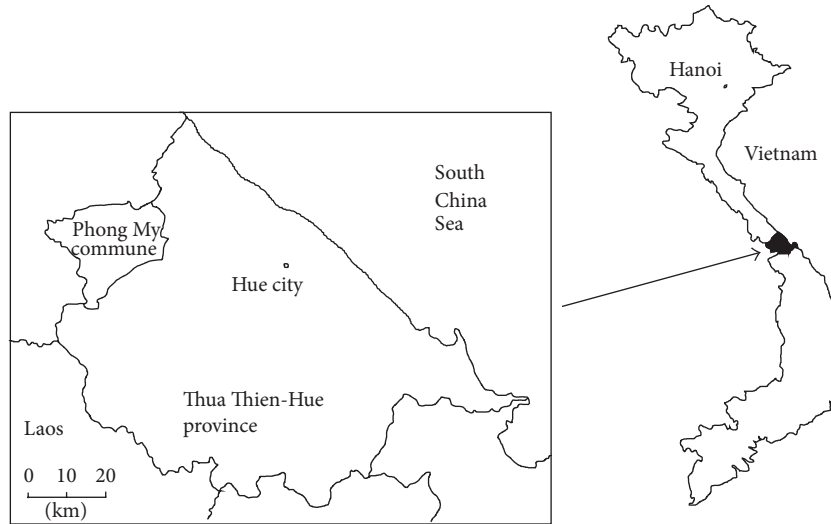 South
China
Sea
Phong My
commune
Hue city
Thua Thien-Hue
province
Laos
0 10 20
(km)
Hanoi
Vietnam